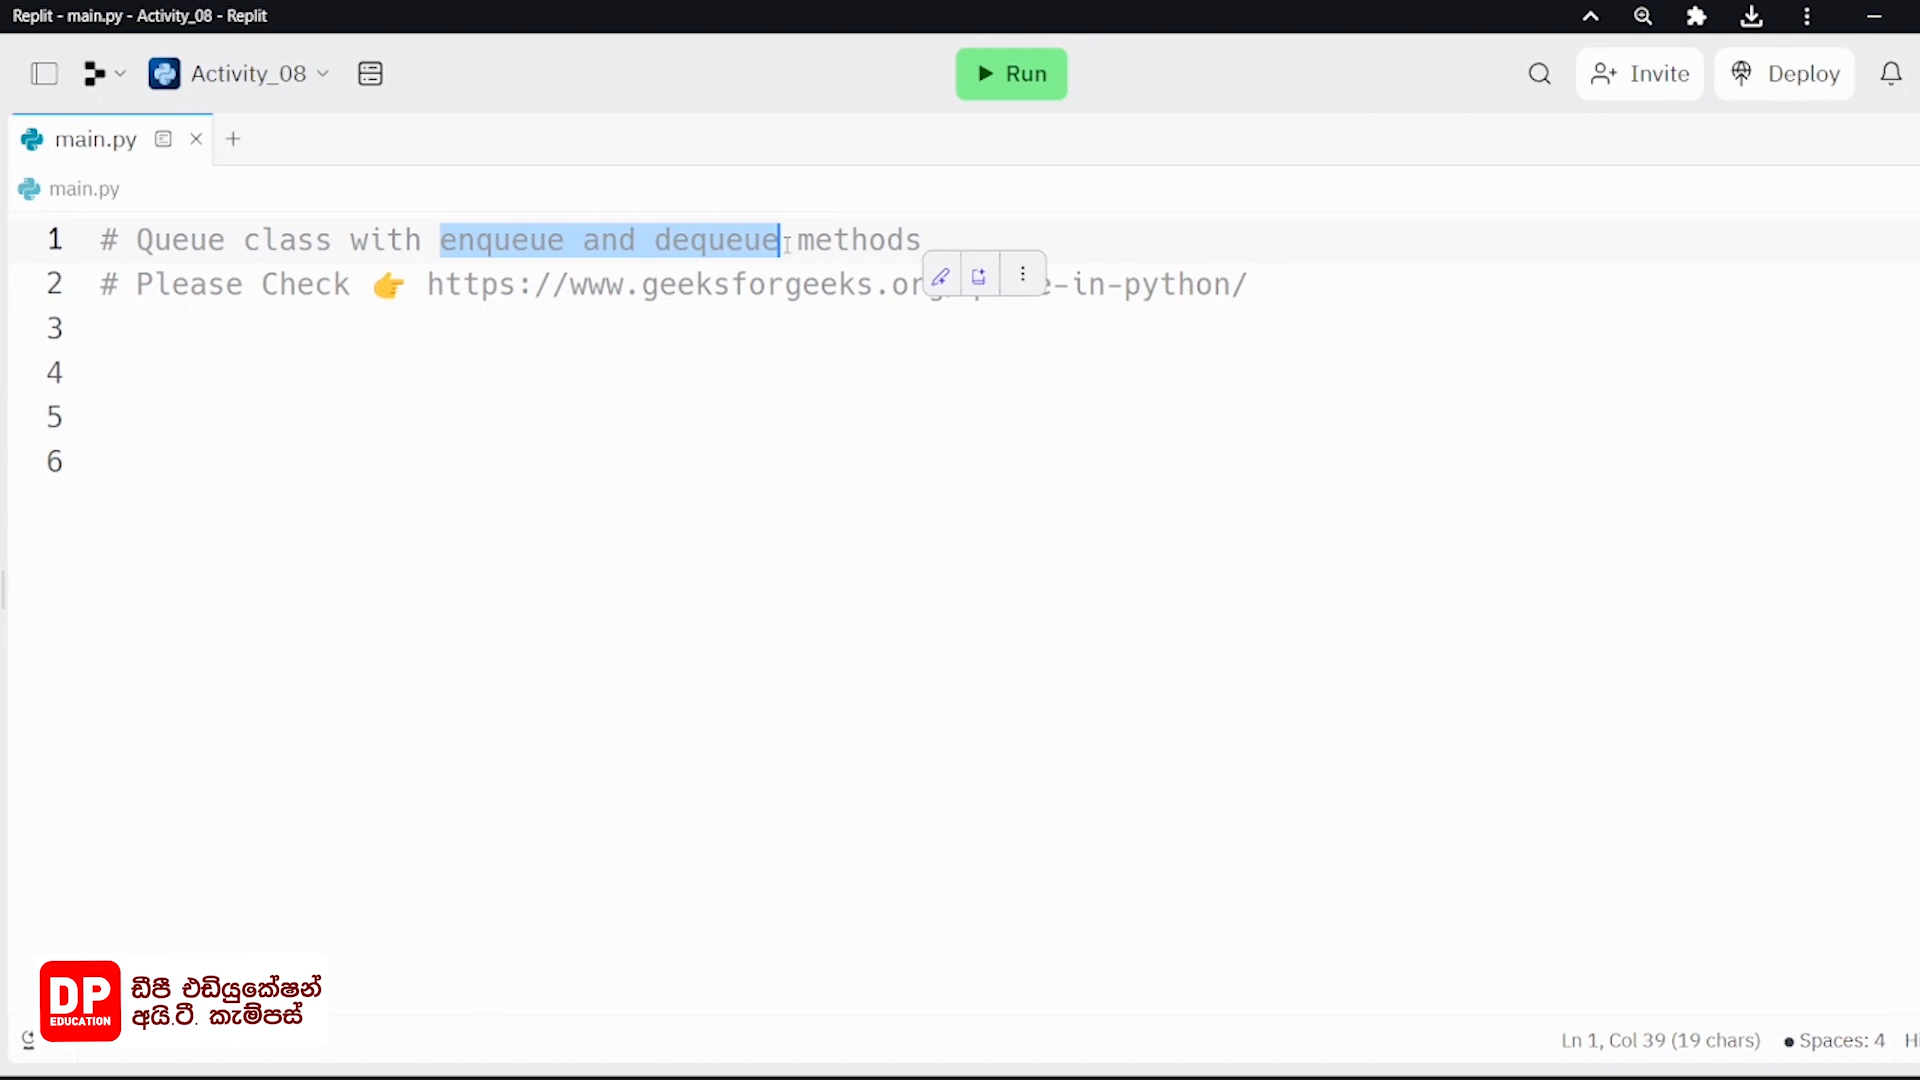 Replit - main.py - Activity_08 - Replit
Activity_08
Run
Invite
Deploy
main.py
main.py
1 # Queue class with enqueue and dequeue methods
2 # Please Check 👉 https://www.geeksforgeeks.org -in-python/
3
4
5
6
DP
EDUCATION
ඩීපී එඩියුකේෂන්
අයි.ටී. කැම්පස්
Ln 1, Col 39 (19 chars)
Spaces: 4